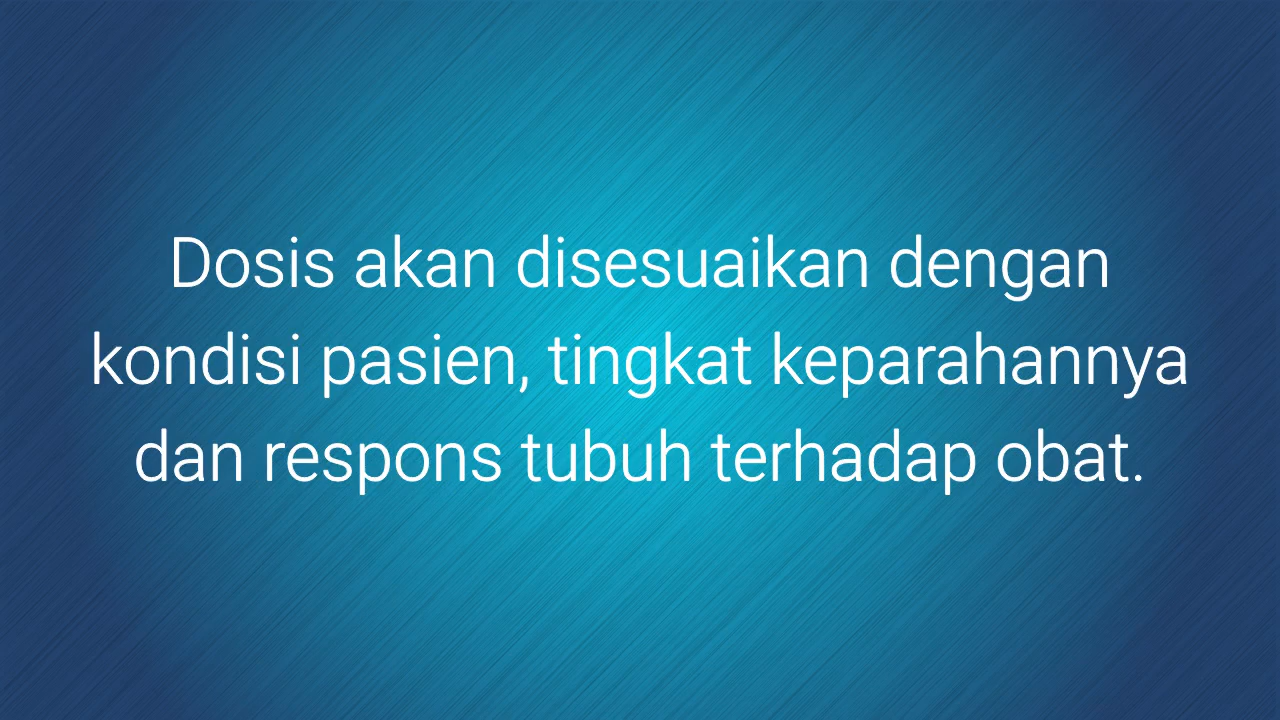 Dosis akan disesuaikan dengan
kondisi pasien, tingkat keparahannya
dan respons tubuh terhadap obat.